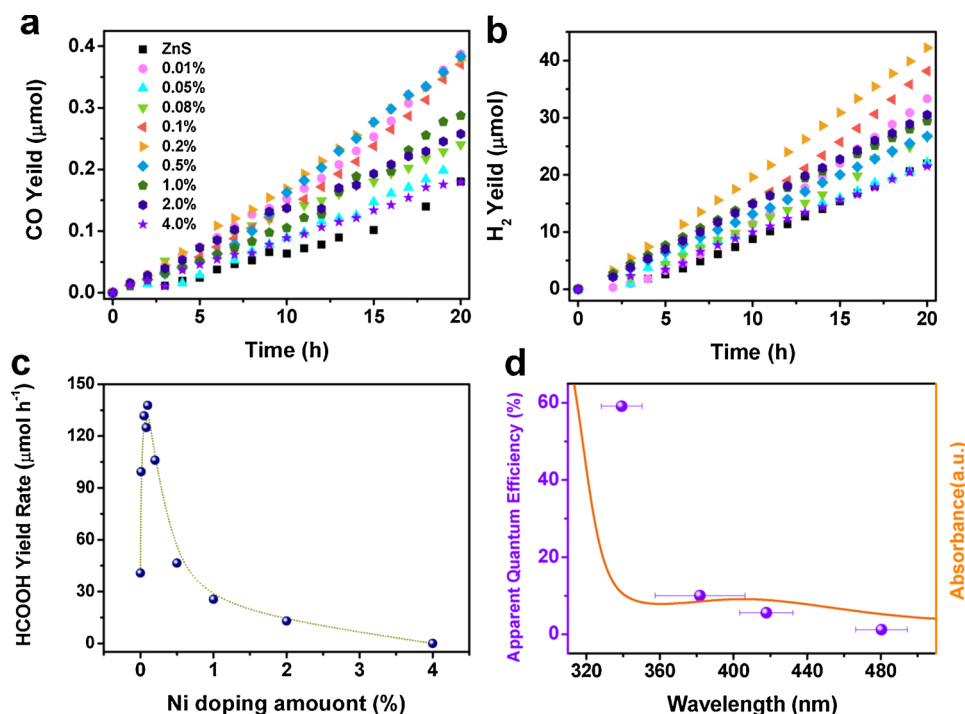 a
CO Yeild (μmol)
0.4
0.3
0.2
0.1
0.0
ZnS
0.01%
0.05%
0.08%
0.1%
0.2%
0.5%
1.0%
2.0%
4.0%
0 5 10 15 20
Time (h)
b
H2 Yeild (μmol)
40
30
20
10
0
0 5 10 15 20
Time (h)
c
HCOOH Yield Rate (μmol h⁻¹)
150
120
90
60
30
0
0 1 2 3 4
Ni doping amouont (%)
d
Apparent Quantum Efficiency (%)
60
40
20
10
0
320 360 400 440 480
Wavelength (nm)
Absorbance(a.u.)